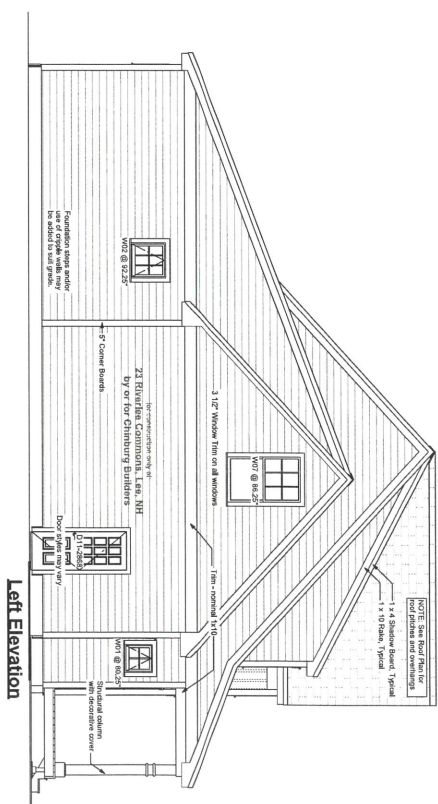 NOTE: See Roof Plan for
roof pitches and overhangs
1 x 4 Shadow Board, Typical
1 x 10 Rake, Typical
W07 @ 86.25"
3 1/2" Window Trim on all windows
Trim - nominal 1x10
W02 @ 92.25"
for construction only at
23 Riverlee Commons, Lee, NH
by or for Chinburg Builders
W01 @ 80.25"
5" Corner Boards
Foundation steps and/or
use of cripple walls may
be added to suit grade.
D11-2868
Door styles may vary
Structural column
with decorative cover
Left Elevation